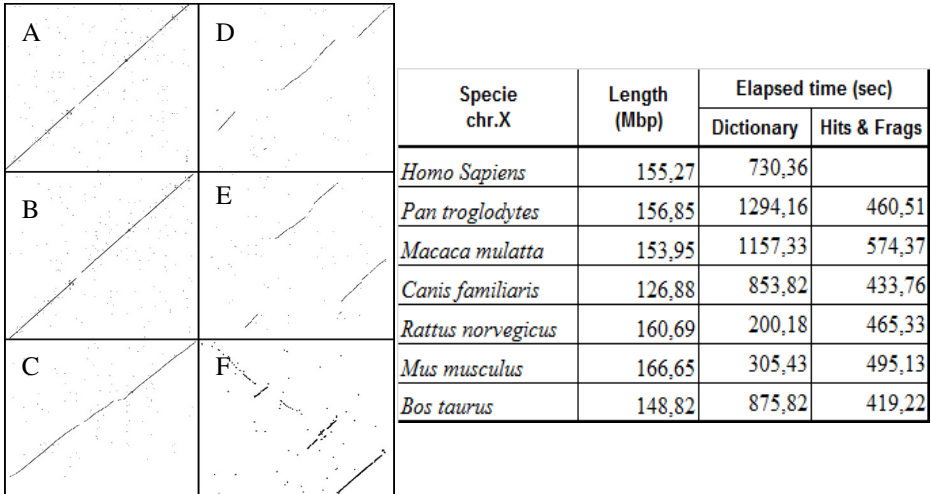 A
D
B
E
C
F
Specie chr.X Length (Mbp) Elapsed time (sec)
Dictionary Hits & Frags
Homo Sapiens 155,27 730,36
Pan troglodytes 156,85 1294,16 460,51
Macaca mulatta 153,95 1157,33 574,37
Canis familiaris 126,88 853,82 433,76
Rattus norvegicus 160,69 200,18 465,33
Mus musculus 166,65 305,43 495,13
Bos taurus 148,82 875,82 419,22